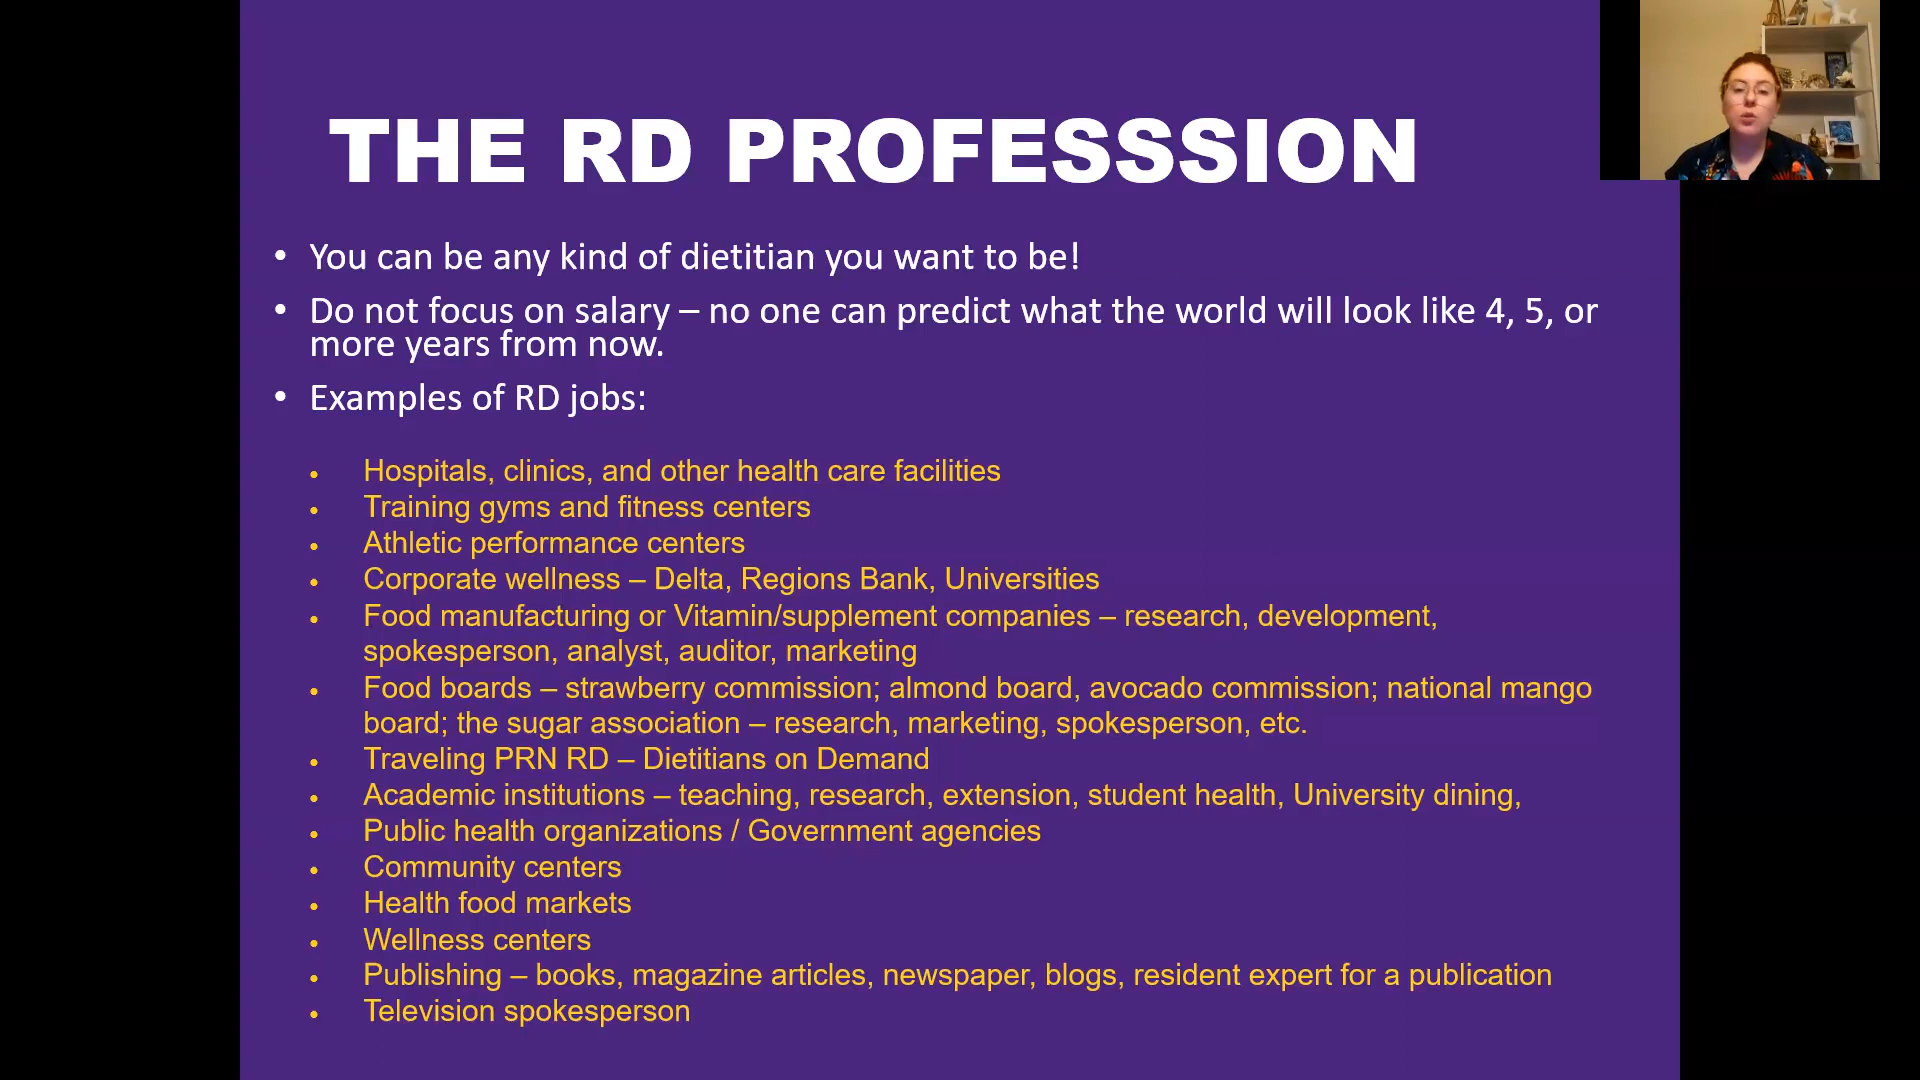 THE RD PROFESSSION
• You can be any kind of dietitian you want to be!
• Do not focus on salary – no one can predict what the world will look like 4, 5, or
more years from now.
• Examples of RD jobs:
• Hospitals, clinics, and other health care facilities
• Training gyms and fitness centers
• Athletic performance centers
• Corporate wellness – Delta, Regions Bank, Universities
• Food manufacturing or Vitamin/supplement companies – research, development,
spokesperson, analyst, auditor, marketing
• Food boards – strawberry commission; almond board, avocado commission; national mango
board; the sugar association – research, marketing, spokesperson, etc.
• Traveling PRN RD – Dietitians on Demand
• Academic institutions – teaching, research, extension, student health, University dining,
• Public health organizations / Government agencies
• Community centers
• Health food markets
• Wellness centers
• Publishing – books, magazine articles, newspaper, blogs, resident expert for a publication
• Television spokesperson